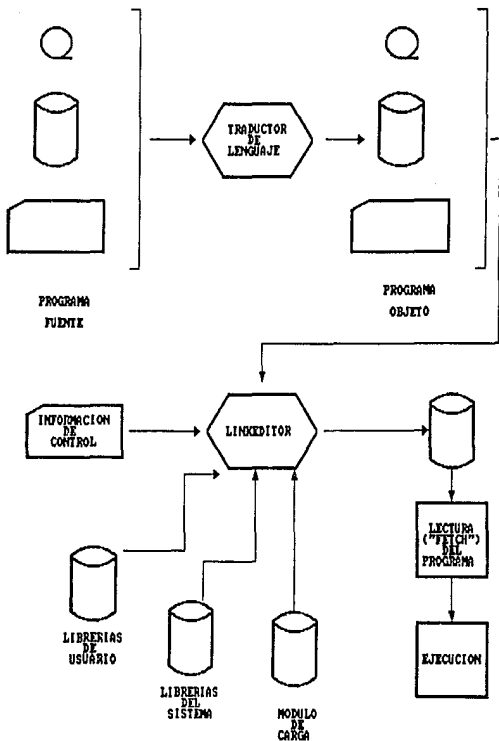 TRADUCTOR
DE
LENGUAJE
PROGRAMA
FUENTE
PROGRAMA
OBJETO
INFORMACION
DE
CONTROL
LINKEDITOR
LECTURA
("FETCH")
DEL
PROGRAMA
LIBRERIAS
DE
USUARIO
LIBRERIAS
DEL
SISTEMA
MODULO
DE
CARGA
EJECUCION